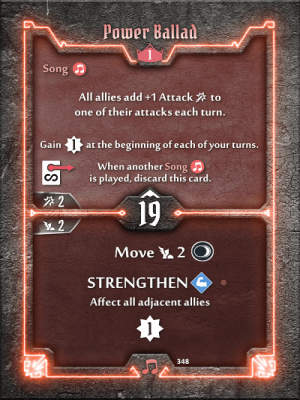 Power Ballad
1
Song
All allies add +1 Attack to
one of their attacks each turn.
Gain 1 at the beginning of each of your turns.
When another Song
is played, discard this card.
2
19
2
Move 2
STRENGTHEN
Affect all adjacent allies
1
348